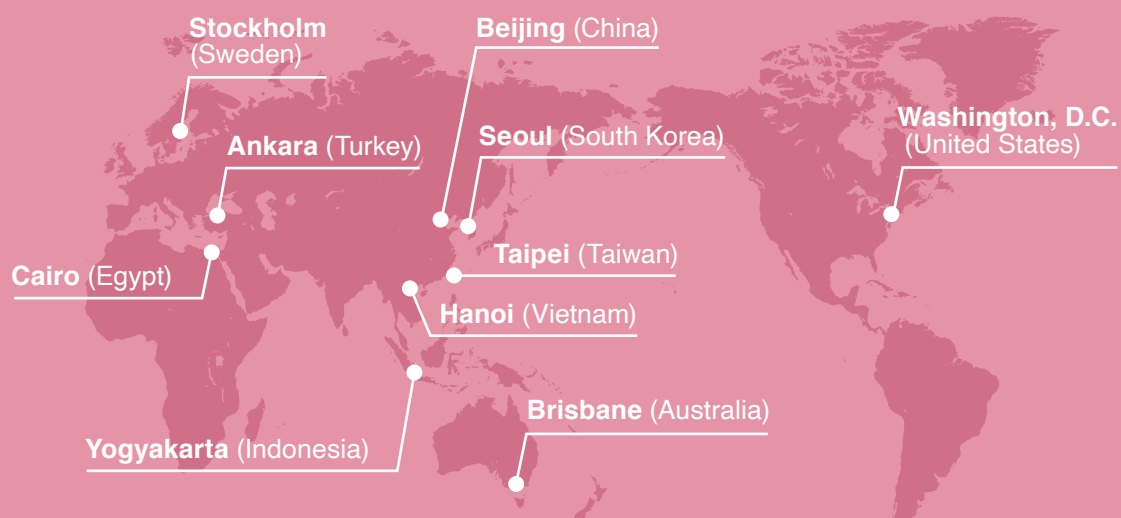 Stockholm
(Sweden)
Beijing (China)
Washington, D.C.
(United States)
Ankara (Turkey)
Seoul (South Korea)
Taipei (Taiwan)
Cairo (Egypt)
Hanoi (Vietnam)
Brisbane (Australia)
Yogyakarta (Indonesia)